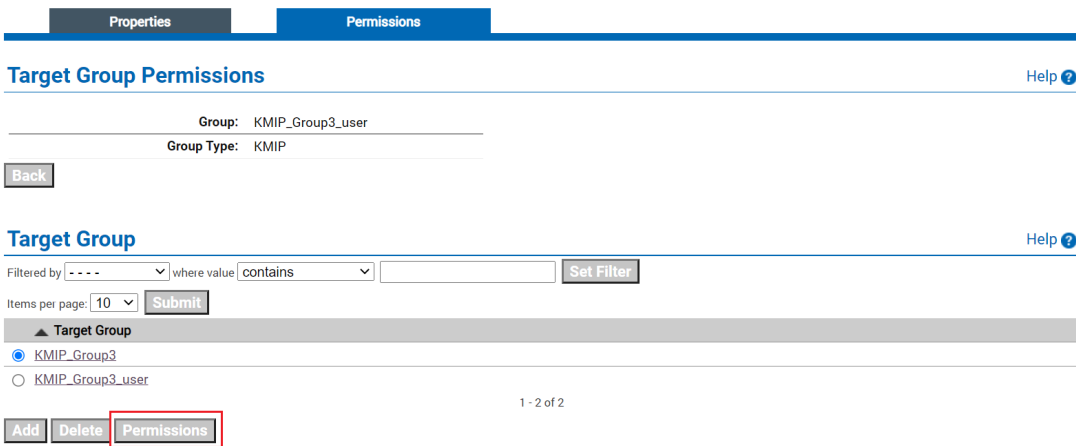 Properties Permissions
Target Group Permissions Help ?
Group: KMIP_Group3_user
Group Type: KMIP
Back
Target Group Help ?
Filtered by - - - - where value contains Set Filter
Items per page: 10 Submit
Target Group
KMIP_Group3
KMIP_Group3_user
1 - 2 of 2
Add Delete Permissions